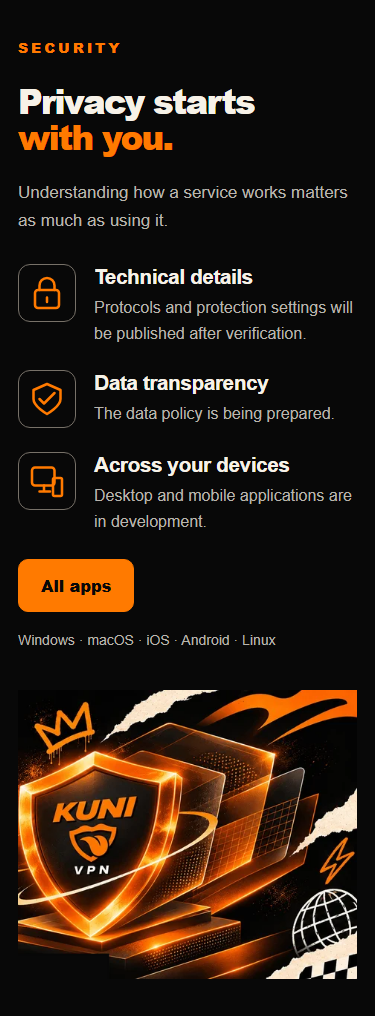 SECURITY
Privacy starts
with you.
Understanding how a service works matters
as much as using it.
Technical details
Protocols and protection settings will
be published after verification.
Data transparency
The data policy is being prepared.
Across your devices
Desktop and mobile applications are
in development.
All apps
Windows · macOS · iOS · Android · Linux
KUNI
VPN